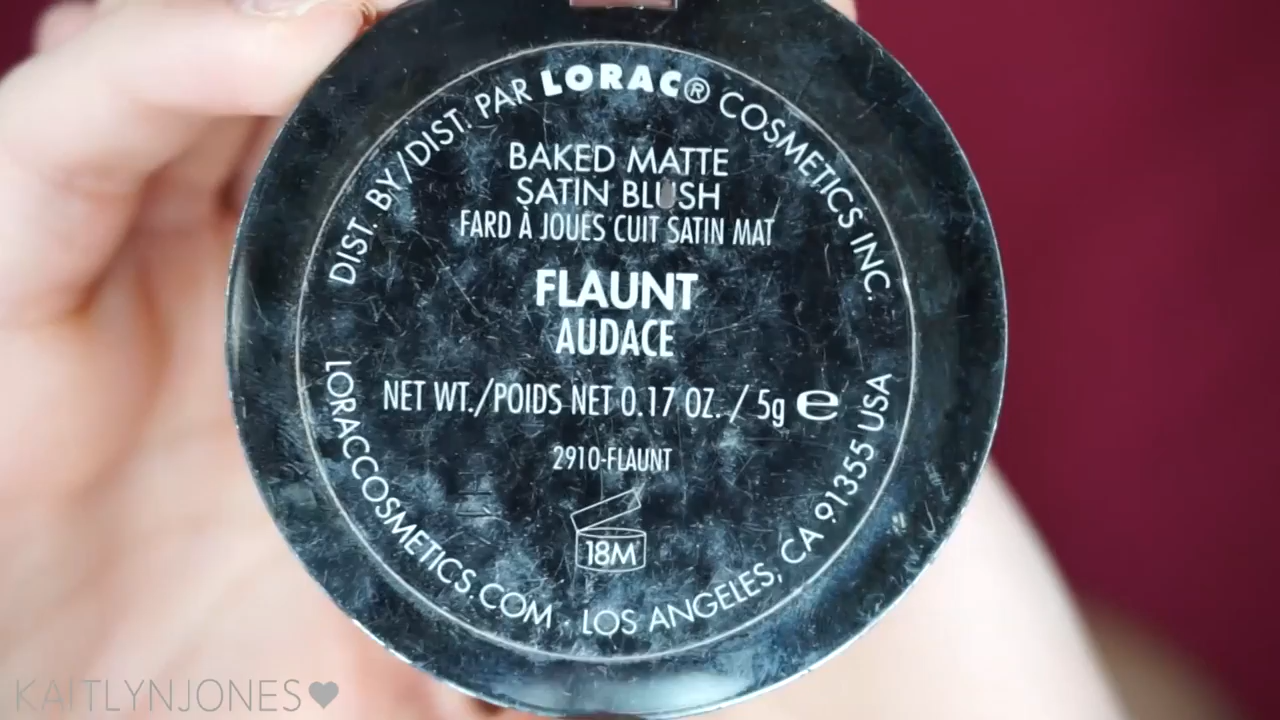 DIST. BY/DIST. PAR LORAC® COSMETICS INC.
BAKED MATTE
SATIN BLUSH
FARD À JOUES CUIT SATIN MAT
FLAUNT
AUDACE
NET WT./POIDS NET 0.17 OZ. / 5g ℮
2910-FLAUNT
18M
LORACCOSMETICS.COM · LOS ANGELES, CA 91355 USA
KAITLYNJONES♥